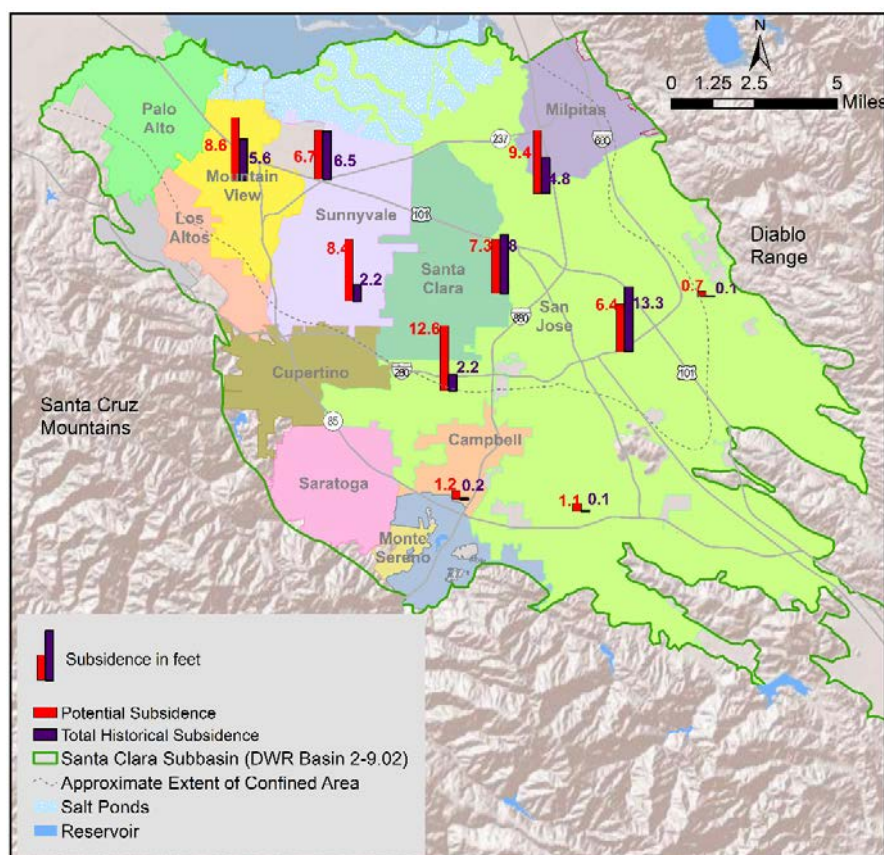 N
0 1.25 2.5 5
Miles
Palo
Alto
Milpitas
237
680
8.6
5.6
6.7
6.5
9.4
4.8
Mountain
View
Los
Altos
Sunnyvale
101
Diablo
Range
8.4
2.2
Santa
Clara
7.3
8
San
Jose
880
6.4
13.3
0.7
0.1
12.6
2.2
Cupertino
280
101
Santa Cruz
Mountains
85
Campbell
Saratoga
1.2
0.2
1.1
0.1
Monte
Sereno
Subsidence in feet
Potential Subsidence
Total Historical Subsidence
Santa Clara Subbasin (DWR Basin 2-9.02)
Approximate Extent of Confined Area
Salt Ponds
Reservoir